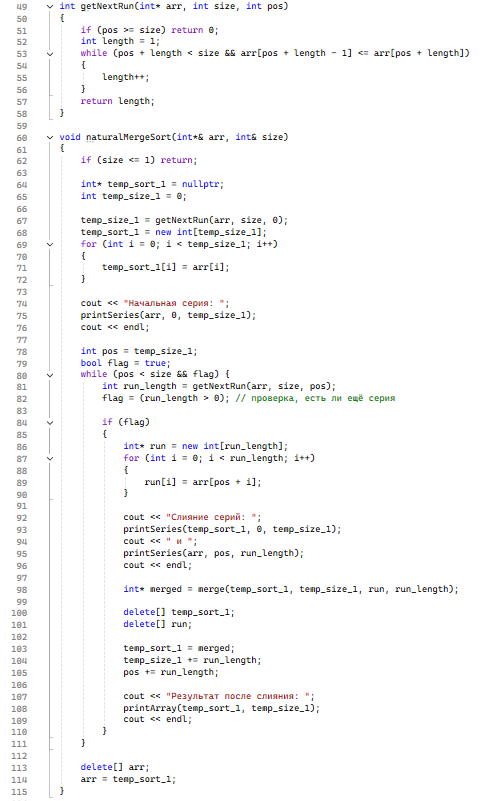 49 int getNextRun(int* arr, int size, int pos)
50 {
51 if (pos >= size) return 0;
52 int length = 1;
53 while (pos + length < size && arr[pos + length - 1] <= arr[pos + length])
54 {
55 length++;
56 }
57 return length;
58 }
59
60 void naturalMergeSort(int*& arr, int& size)
61 {
62 if (size <= 1) return;
63
64 int* temp_sort_1 = nullptr;
65 int temp_size_1 = 0;
66
67 temp_size_1 = getNextRun(arr, size, 0);
68 temp_sort_1 = new int[temp_size_1];
69 for (int i = 0; i < temp_size_1; i++)
70 {
71 temp_sort_1[i] = arr[i];
72 }
73
74 cout << "Начальная серия: ";
75 printSeries(arr, 0, temp_size_1);
76 cout << endl;
77
78 int pos = temp_size_1;
79 bool flag = true;
80 while (pos < size && flag) {
81 int run_length = getNextRun(arr, size, pos);
82 flag = (run_length > 0); // проверка, есть ли ещё серия
83
84 if (flag)
85 {
86 int* run = new int[run_length];
87 for (int i = 0; i < run_length; i++)
88 {
89 run[i] = arr[pos + i];
90 }
91
92 cout << "Слияние серий: ";
93 printSeries(temp_sort_1, 0, temp_size_1);
94 cout << " и ";
95 printSeries(arr, pos, run_length);
96 cout << endl;
97
98 int* merged = merge(temp_sort_1, temp_size_1, run, run_length);
99
100 delete[] temp_sort_1;
101 delete[] run;
102
103 temp_sort_1 = merged;
104 temp_size_1 += run_length;
105 pos += run_length;
106
107 cout << "Результат после слияния: ";
108 printArray(temp_sort_1, temp_size_1);
109 cout << endl;
110 }
111 }
112
113 delete[] arr;
114 arr = temp_sort_1;
115 }